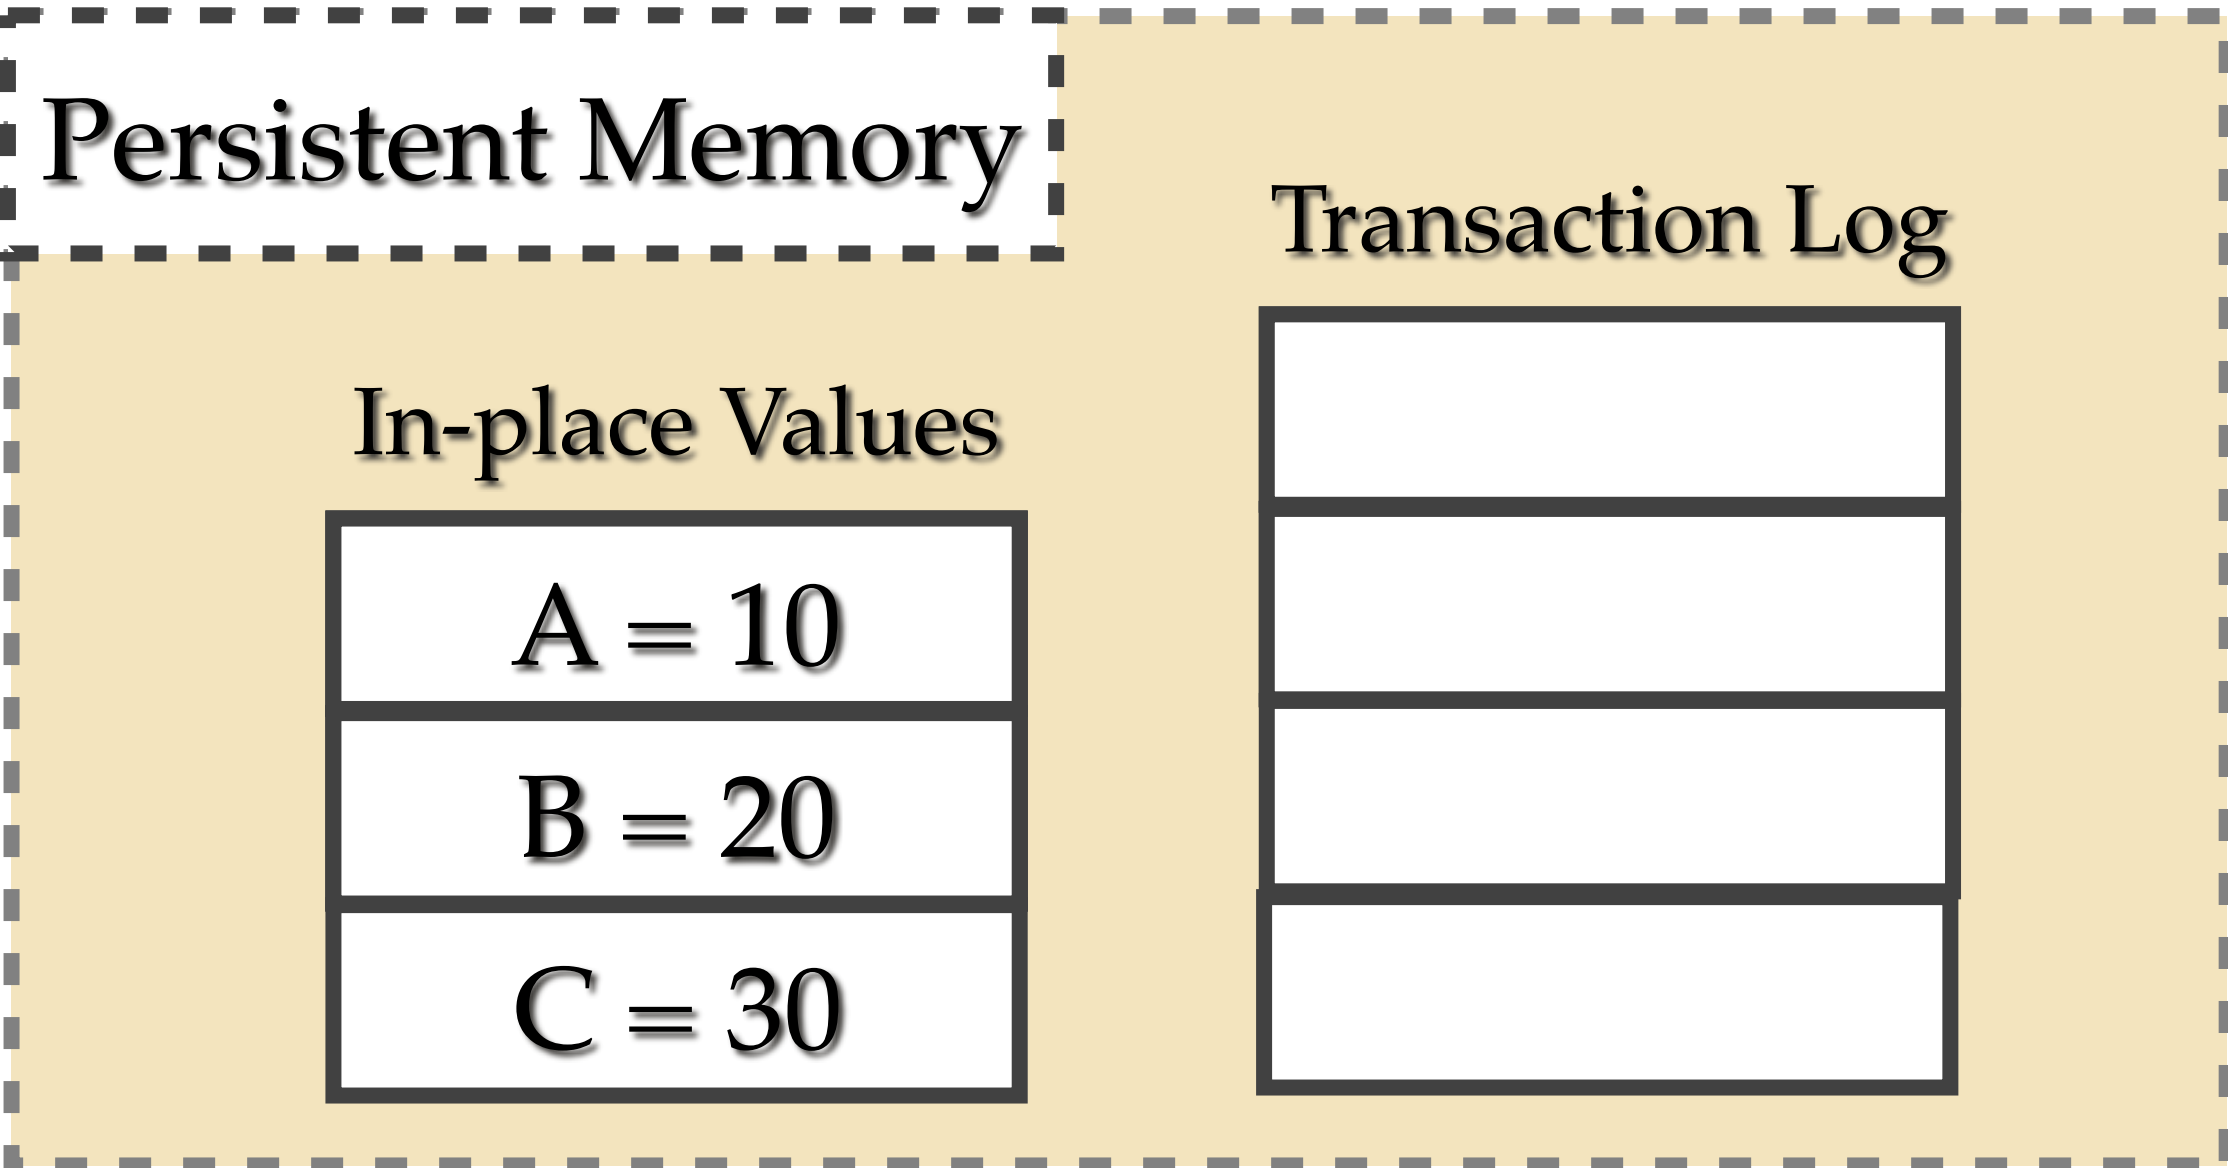 Persistent Memory
Transaction Log
In-place Values
A = 10
B = 20
C = 30